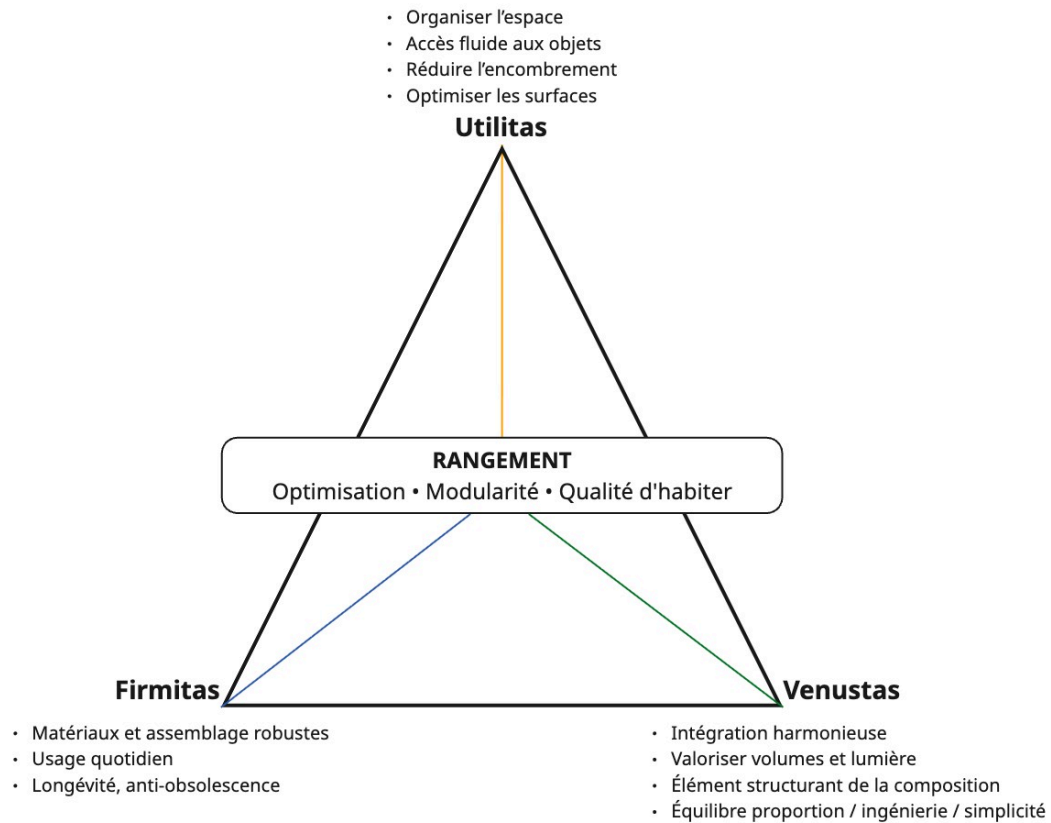 • Organiser l’espace
• Accès fluide aux objets
• Réduire l’encombrement
• Optimiser les surfaces
Utilitas
RANGEMENT
Optimisation • Modularité • Qualité d'habiter
Firmitas
• Matériaux et assemblage robustes
• Usage quotidien
• Longévité, anti-obsolescence
Venustas
• Intégration harmonieuse
• Valoriser volumes et lumière
• Élément structurant de la composition
• Équilibre proportion / ingénierie / simplicité